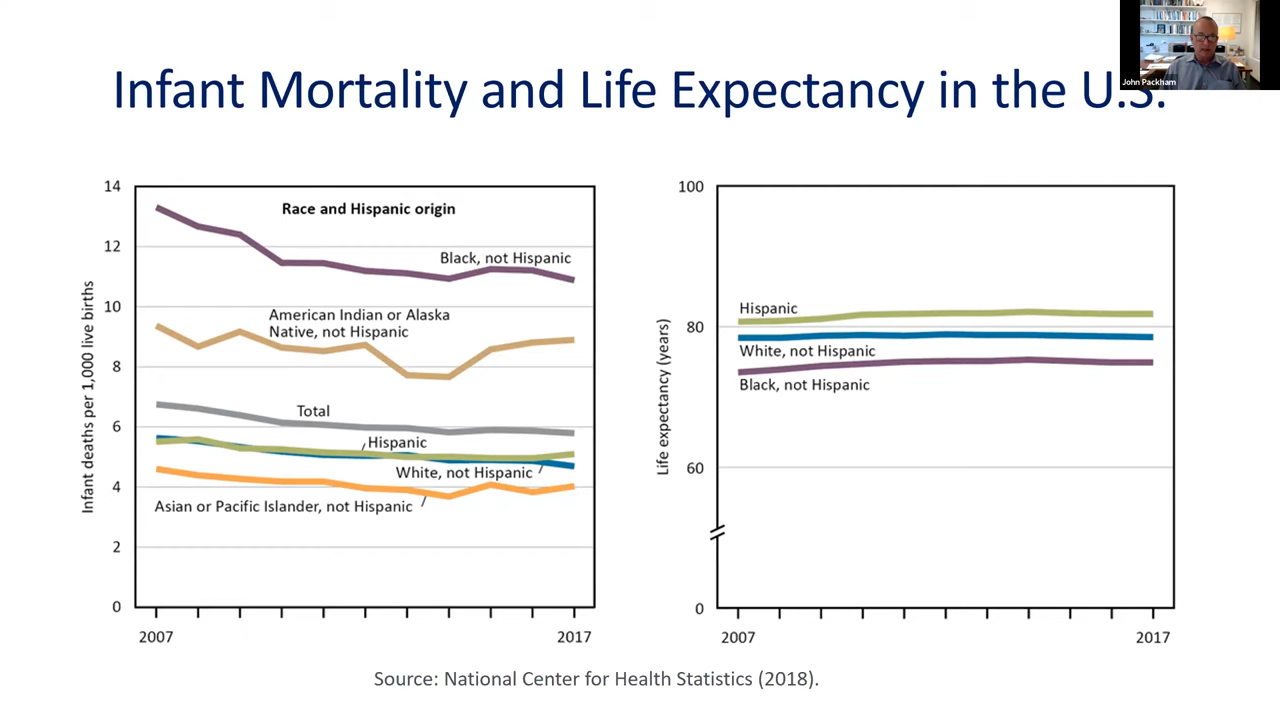 Infant Mortality and Life Expectancy in the U.S.
John Packham
14
12
10
8
6
4
2
0
Infant deaths per 1,000 live births
Race and Hispanic origin
Black, not Hispanic
American Indian or Alaska
Native, not Hispanic
Total
Hispanic
White, not Hispanic
Asian or Pacific Islander, not Hispanic
2007
2017
100
80
60
0
Life expectancy (years)
Hispanic
White, not Hispanic
Black, not Hispanic
2007
2017
Source: National Center for Health Statistics (2018).